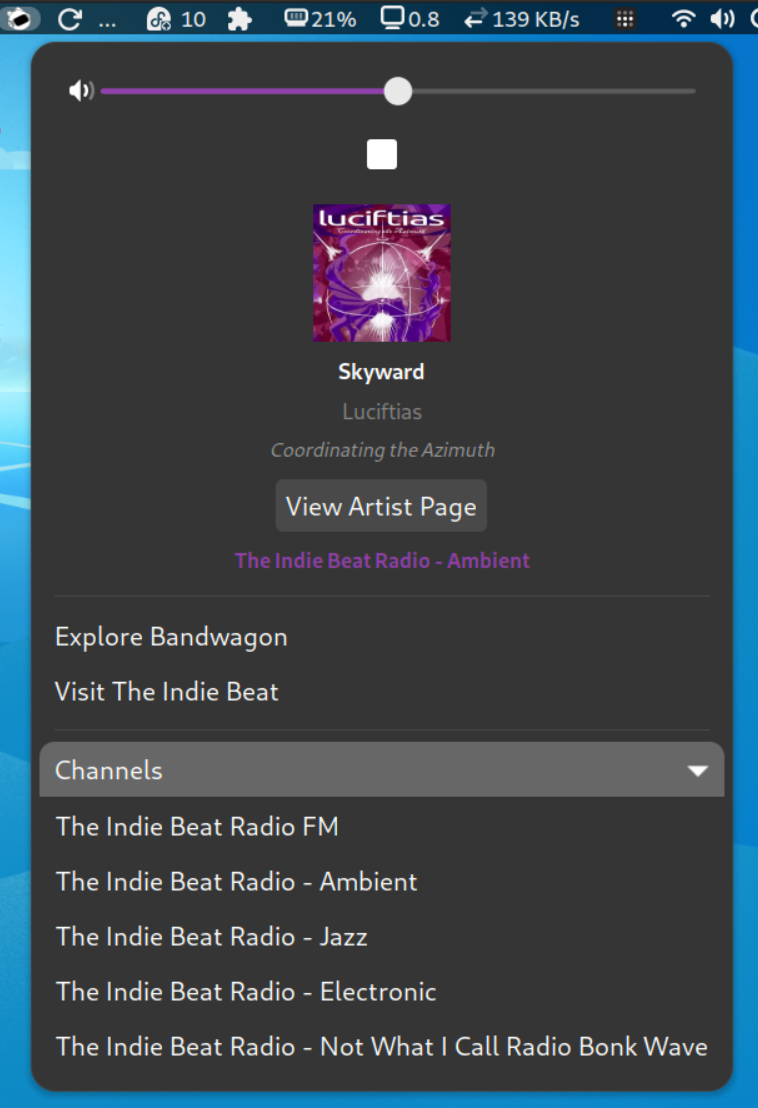 ...
10
21%
0.8
139 KB/s
luciftias
Coordinating the Azimuth
Skyward
Luciftias
Coordinating the Azimuth
View Artist Page
The Indie Beat Radio - Ambient
Explore Bandwagon
Visit The Indie Beat
Channels
The Indie Beat Radio FM
The Indie Beat Radio - Ambient
The Indie Beat Radio - Jazz
The Indie Beat Radio - Electronic
The Indie Beat Radio - Not What I Call Radio Bonk Wave